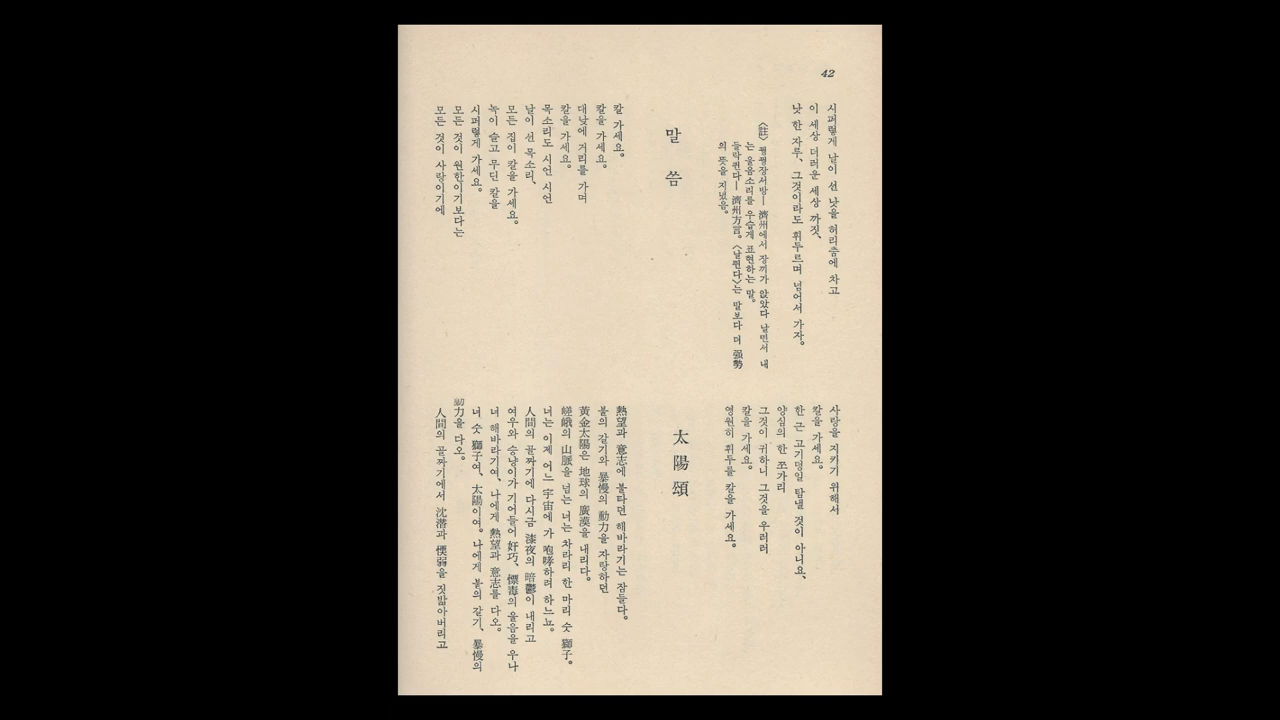 42
시퍼렇게 날이 선 낫을 허리춤에 차고
이 세상 더러운 세상 까짓,
낫 한 자루, 그것이라도 휘두르며 넘어서 가자。
〈註〉 꿩꿩장서방― 濟州에서 장끼가 앉았다 날면서 내
는 울음소리를 우습게 표현하는 말。
들락퀸다― 濟州方言。〈날뛴다〉는 말보다 더 强勢
의 뜻을 지녔음。
말 씀
칼 가세요。
칼을 가세요。
대낮에 거리를 가며
칼을 가세요。
목소리도 시언 시언
날이 선 목소리、
모든 집이 칼을 가세요。
녹이 슬고 무딘 칼을
시퍼렇게 가세요。
모든 것이 원한이기보다는
모든 것이 사랑이기에
사랑을 지키기 위해서
칼을 가세요。
한 근 고기덩일 탐낼 것이 아니요、
양심의 한 쪼가리
그것이 귀하니 그것을 우러러
칼을 가세요。
영원히 휘두를 칼을 가세요。
太陽頌
熱望과 意志에 불타던 해바라기는 잠들다。
불의 갈기와 暴慢의 動力을 자랑하던
黃金太陽은 地球의 廣漠을 내리다。
嵯峨의 山脈을 넘는 너는 차라리 한 마리 숫 獅子。
너는 이제 어느 宇宙에 가 咆哮하려 하느뇨。
人間의 골짜기에 다시금 漆夜의 暗鬱이 내리고
여우와 승냥이가 기어들어 奸巧、慓毒의 울음을 우나
너 해바라기여、나에게 熱望과 意志를 다오。
너 숫 獅子여、太陽이여。나에게 불의 갈기、暴慢의
動力을 다오。
人間의 골짜기에서 沈潛과 愞弱을 짓밟아버리고